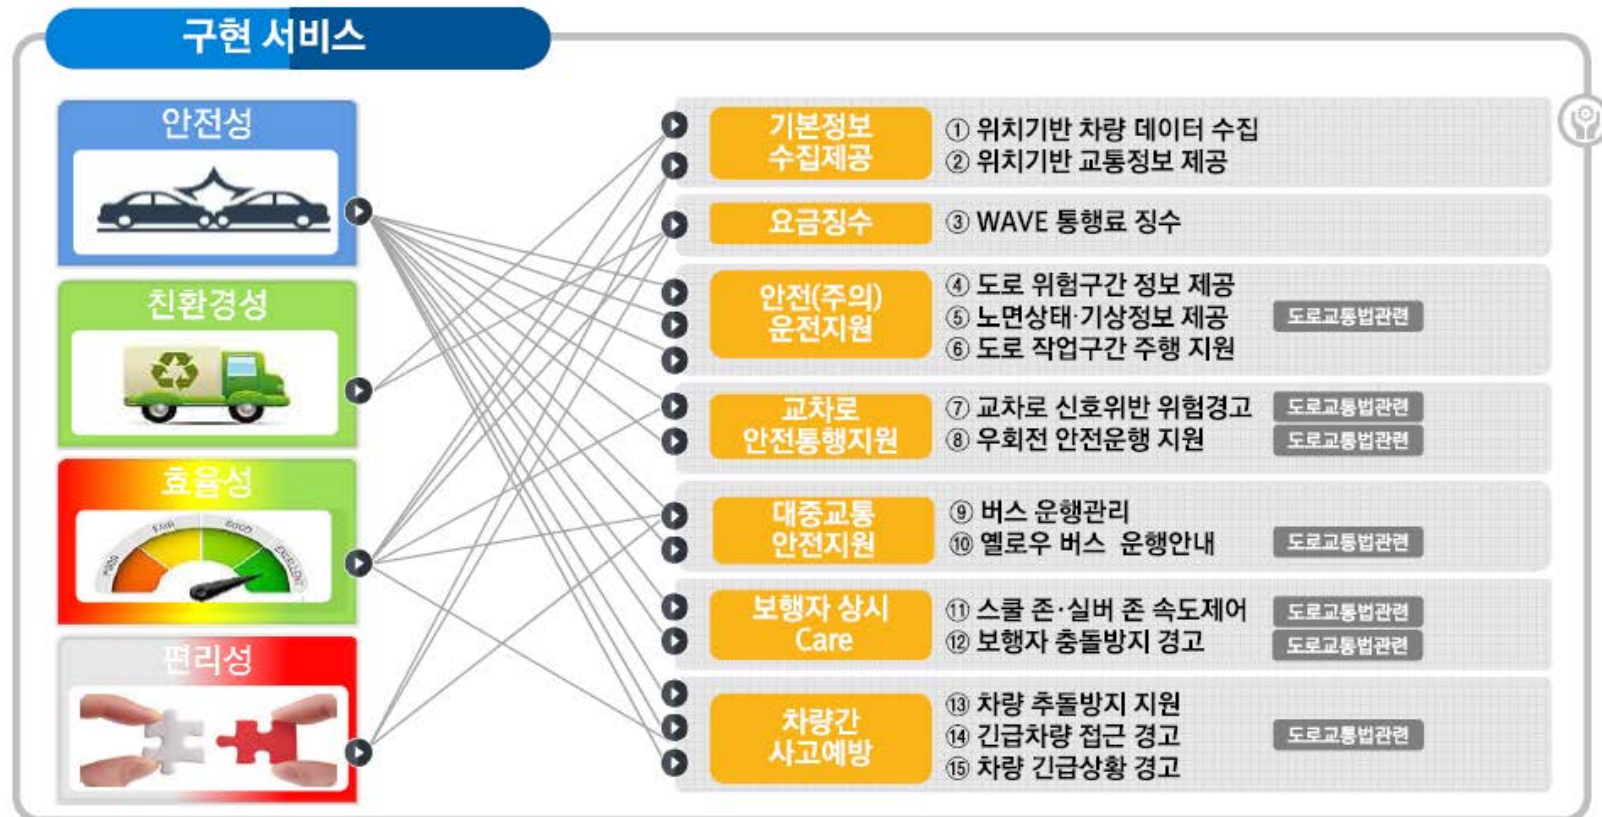 구현 서비스
안전성
친환경성
효율성
POOR
FAIR
GOOD
EXCELLENT
편리성
기본정보
수집제공
① 위치기반 차량 데이터 수집
② 위치기반 교통정보 제공
요금징수
③ WAVE 통행료 징수
안전(주의)
운전지원
④ 도로 위험구간 정보 제공
⑤ 노면상태·기상정보 제공 도로교통법관련
⑥ 도로 작업구간 주행 지원
교차로
안전통행지원
⑦ 교차로 신호위반 위험경고 도로교통법관련
⑧ 우회전 안전운행 지원 도로교통법관련
대중교통
안전지원
⑨ 버스 운행관리
⑩ 옐로우 버스 운행안내 도로교통법관련
보행자 상시
Care
⑪ 스쿨 존·실버 존 속도제어 도로교통법관련
⑫ 보행자 충돌방지 경고 도로교통법관련
차량간
사고예방
⑬ 차량 추돌방지 지원
⑭ 긴급차량 접근 경고 도로교통법관련
⑮ 차량 긴급상황 경고